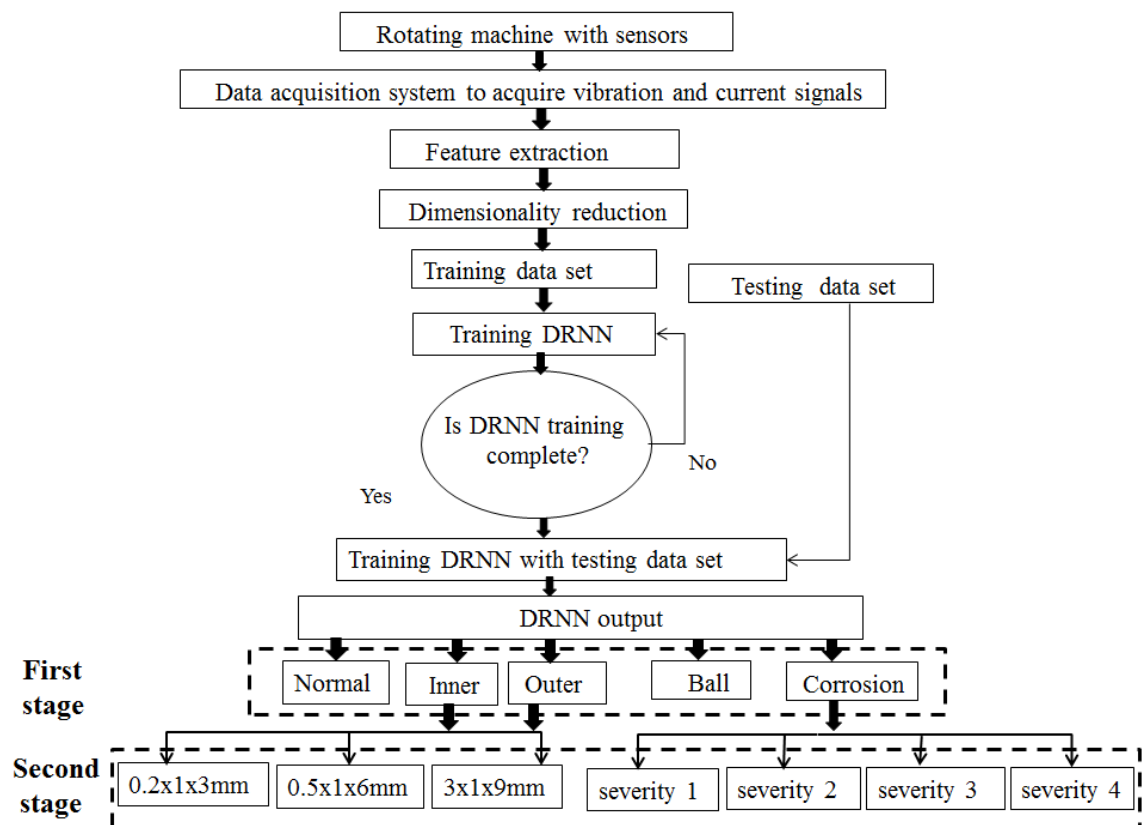 Rotating machine with sensors
Data acquisition system to acquire vibration and current signals
Feature extraction
Dimensionality reduction
Training data set
Testing data set
Training DRNN
Is DRNN training
complete?
No
Yes
Training DRNN with testing data set
DRNN output
First
stage
Normal
Inner
Outer
Ball
Corrosion
Second
stage
0.2x1x3mm
0.5x1x6mm
3x1x9mm
severity 1
severity 2
severity 3
severity 4